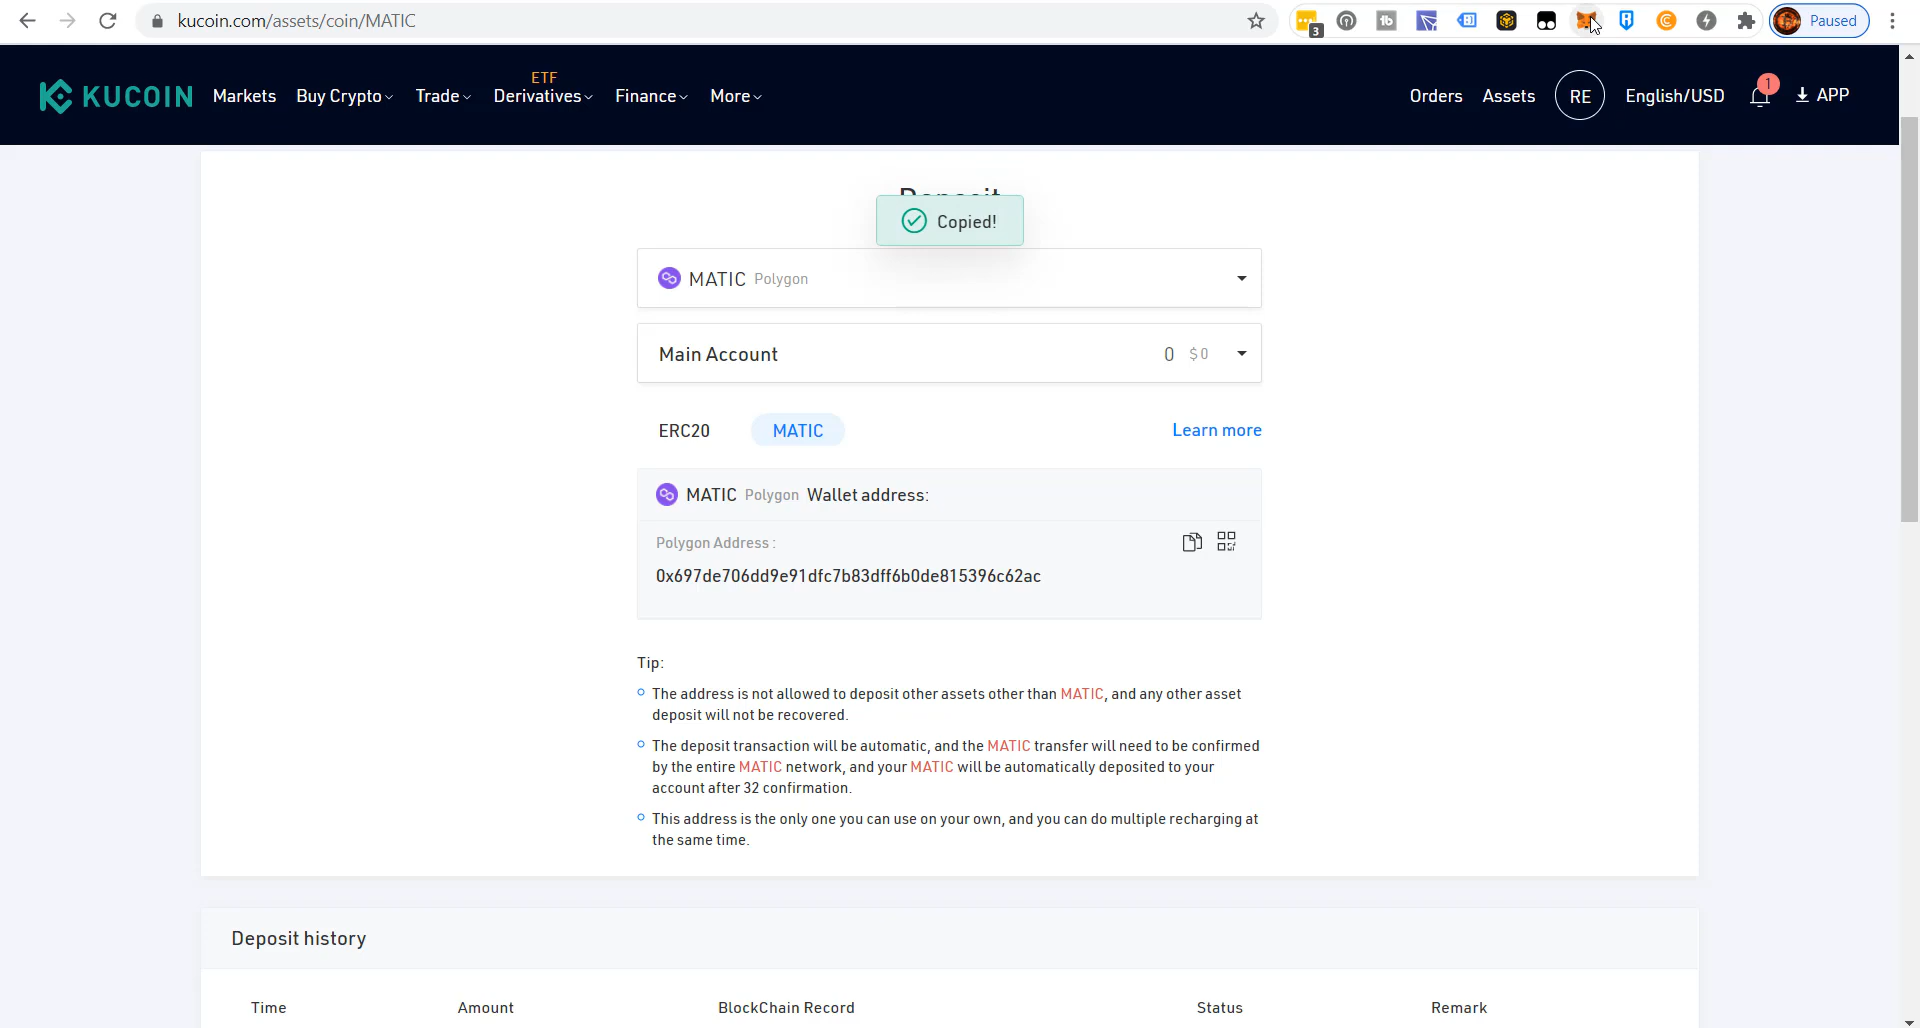 kucoin.com/assets/coin/MATIC
3
Paused
KUCOIN Markets Buy Crypto Trade ETF Derivatives Finance More Orders Assets RE English/USD 1 APP
Deposit
Copied!
MATIC Polygon
Main Account 0 $0
ERC20 MATIC Learn more
MATIC Polygon Wallet address:
Polygon Address :
0x697de706dd9e91dfc7b83dff6b0de815396c62ac
Tip:
The address is not allowed to deposit other assets other than MATIC, and any other asset
deposit will not be recovered.
The deposit transaction will be automatic, and the MATIC transfer will need to be confirmed
by the entire MATIC network, and your MATIC will be automatically deposited to your
account after 32 confirmation.
This address is the only one you can use on your own, and you can do multiple recharging at
the same time.
Deposit history
Time Amount BlockChain Record Status Remark